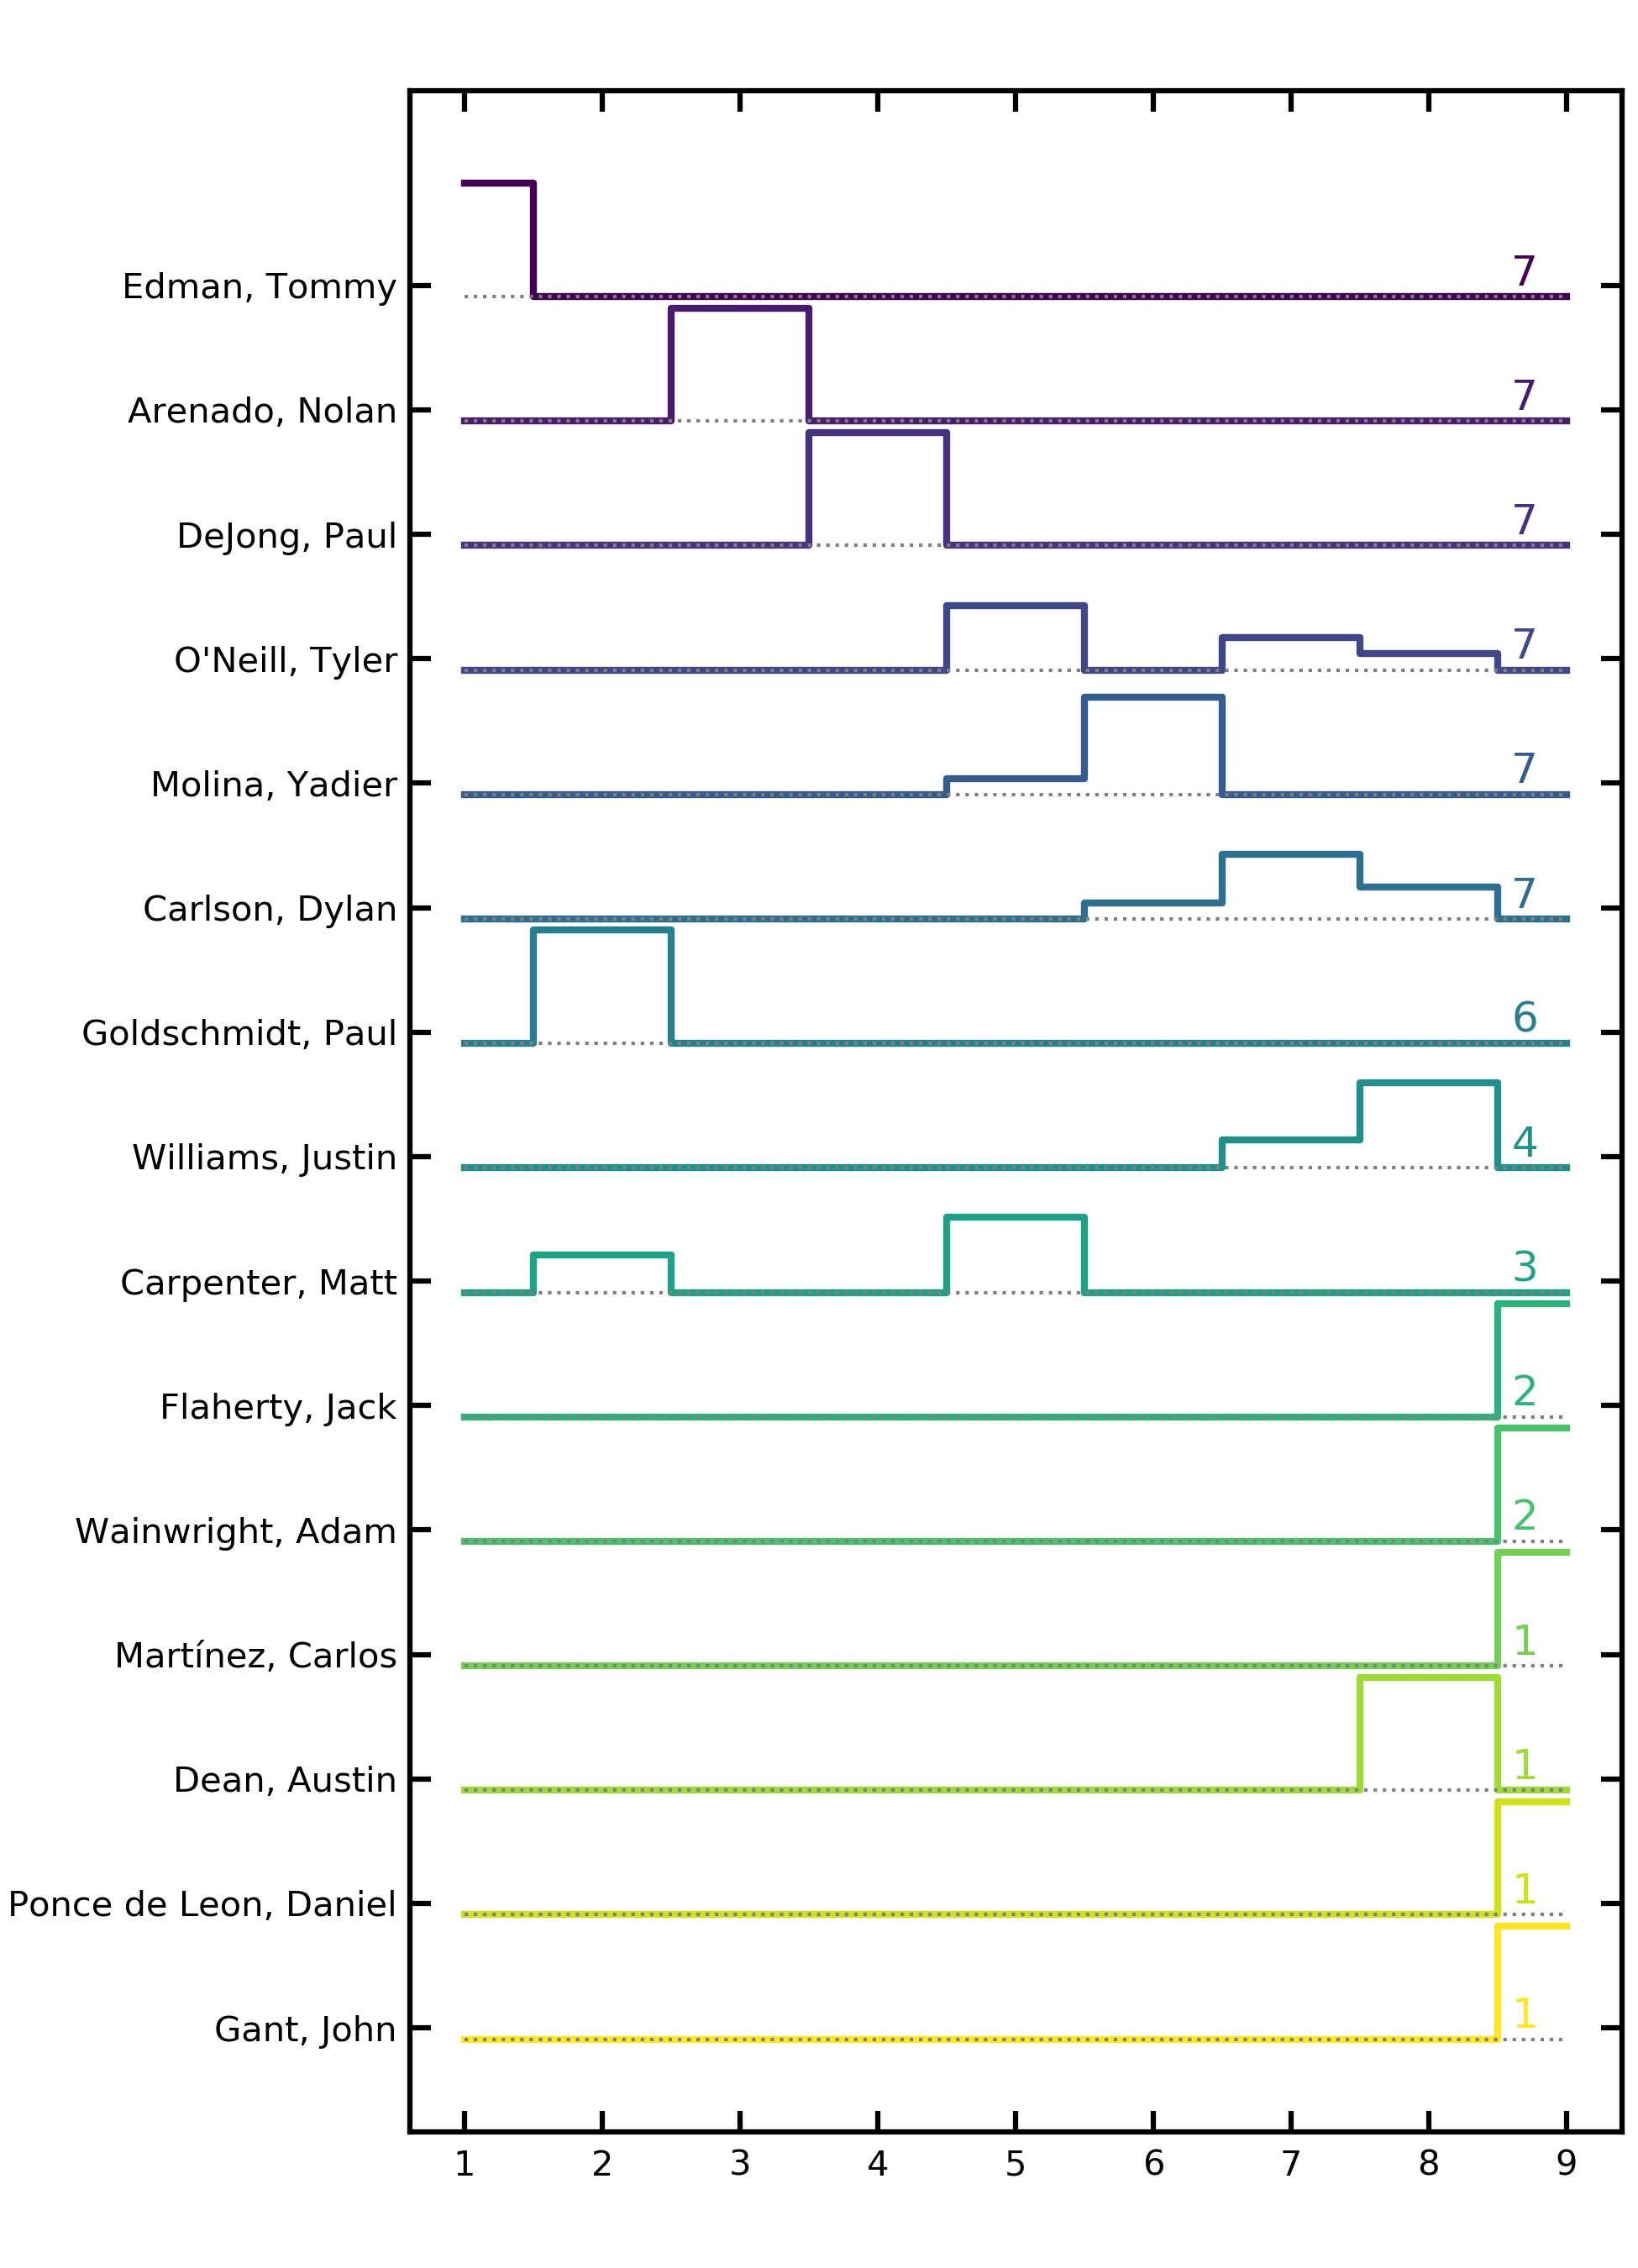 Edman, Tommy 7
Arenado, Nolan 7
DeJong, Paul 7
O'Neill, Tyler 7
Molina, Yadier 7
Carlson, Dylan 7
Goldschmidt, Paul 6
Williams, Justin 4
Carpenter, Matt 3
Flaherty, Jack 2
Wainwright, Adam 2
Martínez, Carlos 1
Dean, Austin 1
Ponce de Leon, Daniel 1
Gant, John 1
1 2 3 4 5 6 7 8 9